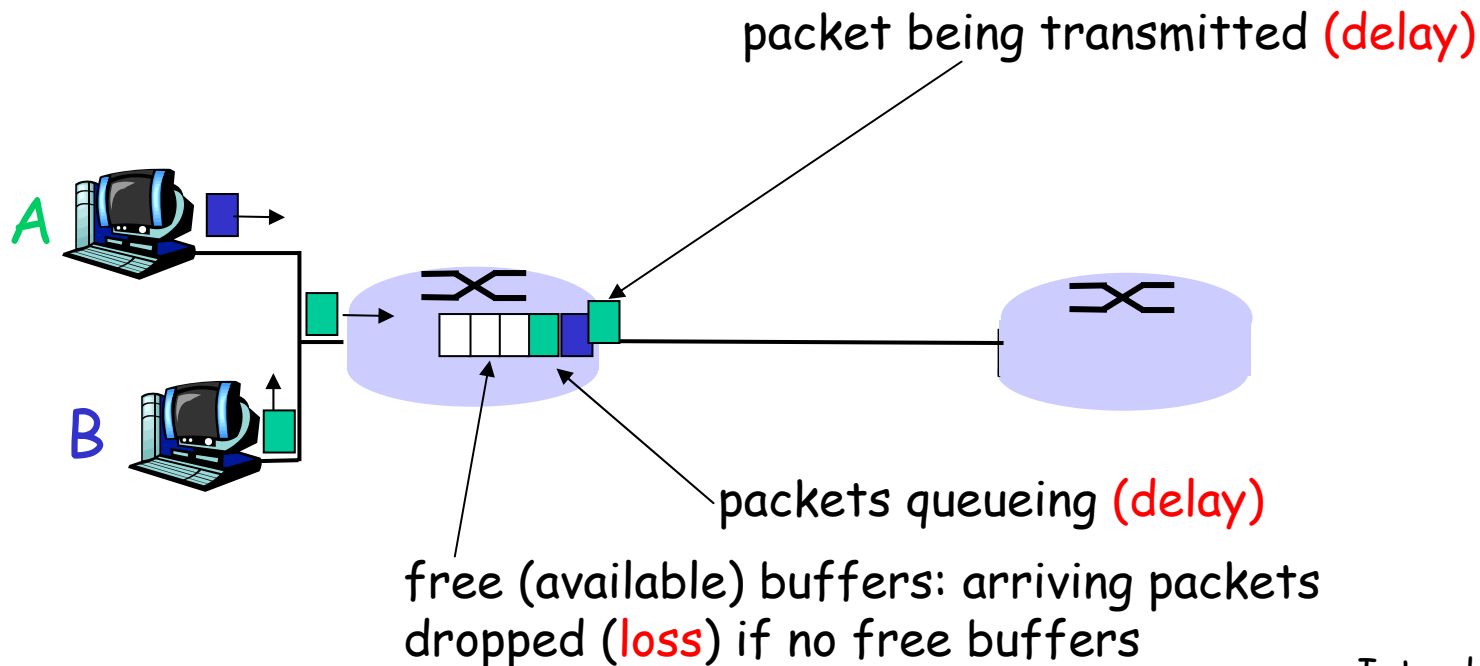 packet being transmitted (delay)
A
B
packets queueing (delay)
free (available) buffers: arriving packets
dropped (loss) if no free buffers